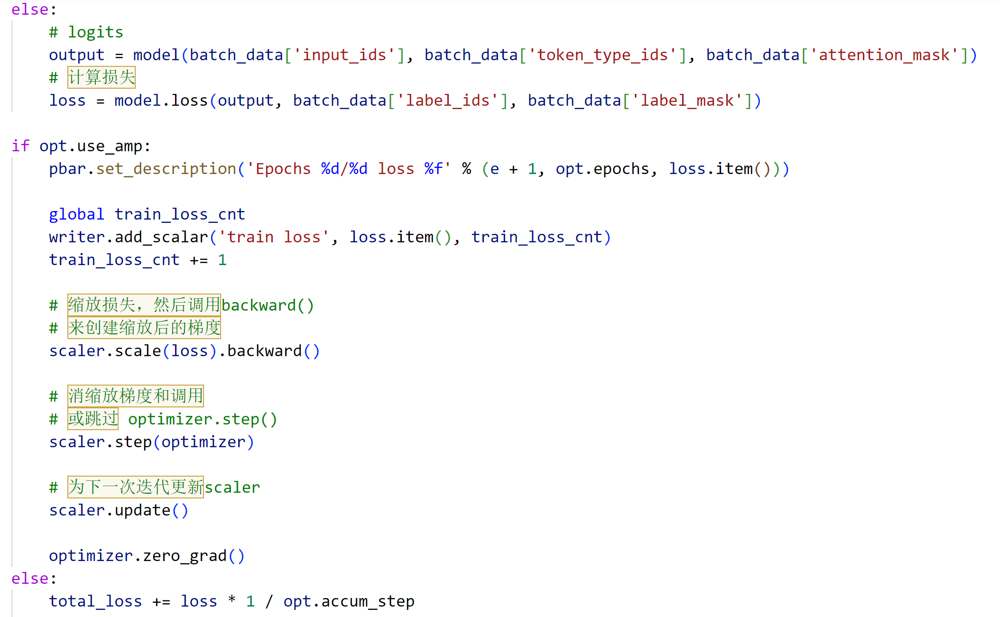 else:
# logits
output = model(batch_data['input_ids'], batch_data['token_type_ids'], batch_data['attention_mask'])
# 计算损失
loss = model.loss(output, batch_data['label_ids'], batch_data['label_mask'])
if opt.use_amp:
pbar.set_description('Epochs %d/%d loss %f' % (e + 1, opt.epochs, loss.item()))
global train_loss_cnt
writer.add_scalar('train loss', loss.item(), train_loss_cnt)
train_loss_cnt += 1
# 缩放损失，然后调用backward()
# 来创建缩放后的梯度
scaler.scale(loss).backward()
# 消缩放梯度和调用
# 或跳过 optimizer.step()
scaler.step(optimizer)
# 为下一次迭代更新scaler
scaler.update()
optimizer.zero_grad()
else:
total_loss += loss * 1 / opt.accum_step